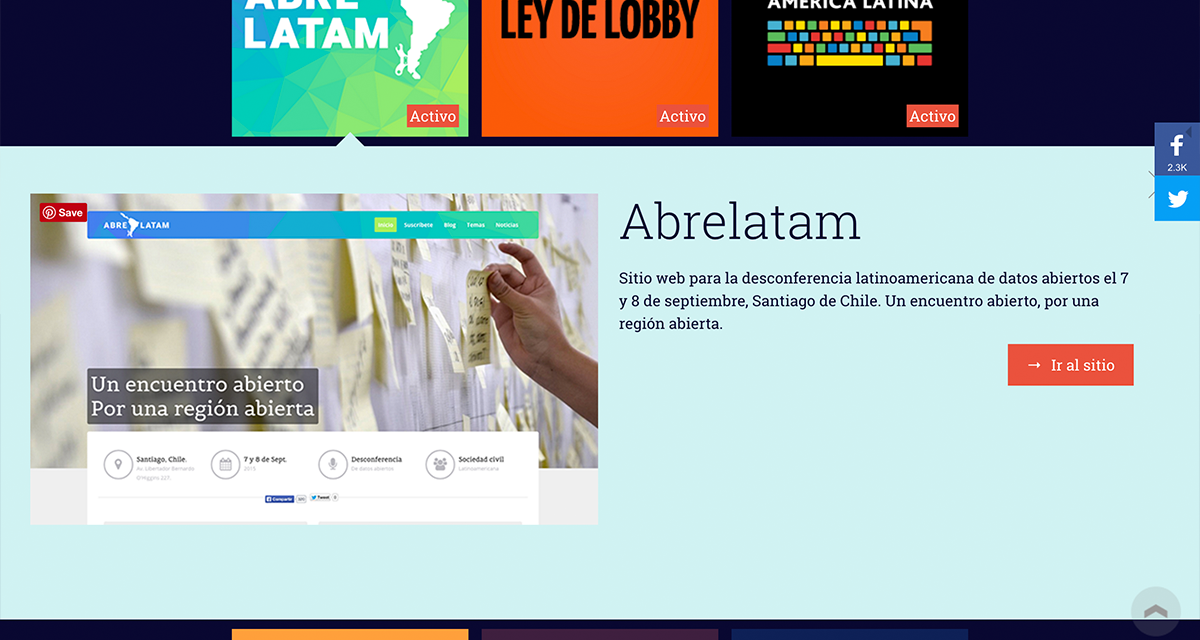 ABRE
LATAM
Activo
LEY DE LOBBY
Activo
AMÉRICA LATINA
Activo
2.3K
Save
ABRE LATAM
Inicio
Suscríbete
Blog
Temas
Noticias
Un encuentro abierto
Por una región abierta
Santiago, Chile.
Av. Libertador Bernardo
O'Higgins 227.
7 y 8 de Sept.
2015
Desconferencia
De datos abiertos
Sociedad civil
Latinoamericana
Compartir
Tweet
Abrelatam
Sitio web para la desconferencia latinoamericana de datos abiertos el 7
y 8 de septiembre, Santiago de Chile. Un encuentro abierto, por una
región abierta.
→ Ir al sitio